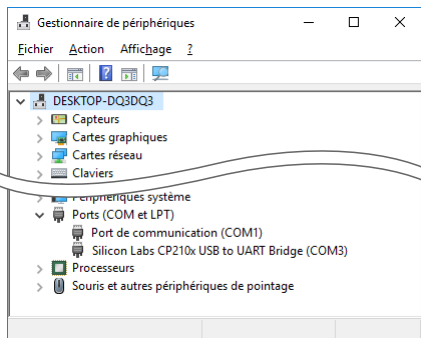 Gestionnaire de périphériques
Fichier Action Affichage ?
DESKTOP-DQ3DQ3
Capteurs
Cartes graphiques
Cartes réseau
Claviers
Périphériques système
Ports (COM et LPT)
Port de communication (COM1)
Silicon Labs CP210x USB to UART Bridge (COM3)
Processeurs
Souris et autres périphériques de pointage